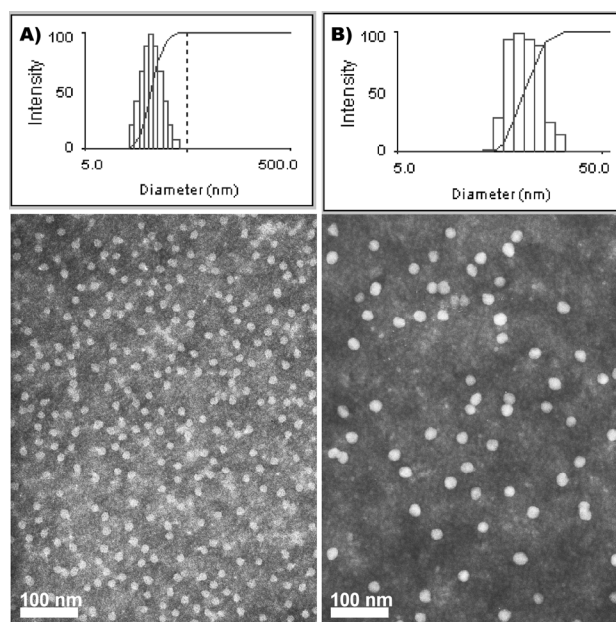 A)
100
50
0
Intensity
5.0
500.0
Diameter (nm)
B)
100
50
0
Intensity
5.0
50.0
Diameter (nm)
100 nm
100 nm